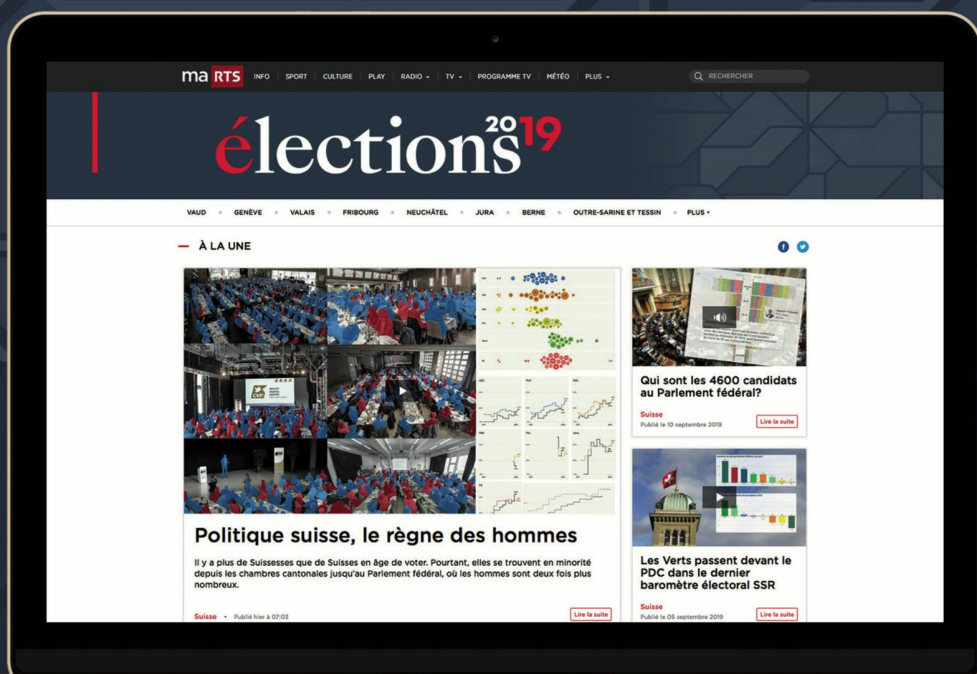 ma RTS INFO SPORT CULTURE PLAY RADIO TV PROGRAMME TV MÉTÉO PLUS RECHERCHER
élections 2019
VAUD GENÈVE VALAIS FRIBOURG NEUCHÂTEL JURA BERNE OUTRE-SARINE ET TESSIN PLUS +
À LA UNE
Politique suisse, le règne des hommes
Il y a plus de Suissesses que de Suisses en âge de voter. Pourtant, elles se trouvent en minorité
depuis les chambres cantonales jusqu'au Parlement fédéral, où les hommes sont deux fois plus
nombreux.
Suisse - Publié hier à 07:03
Lire la suite
Qui sont les 4600 candidats
au Parlement fédéral?
Suisse
Publié le 10 septembre 2019
Lire la suite
Les Verts passent devant le
PDC dans le dernier
baromètre électoral SSR
Suisse
Publié le 05 septembre 2019
Lire la suite